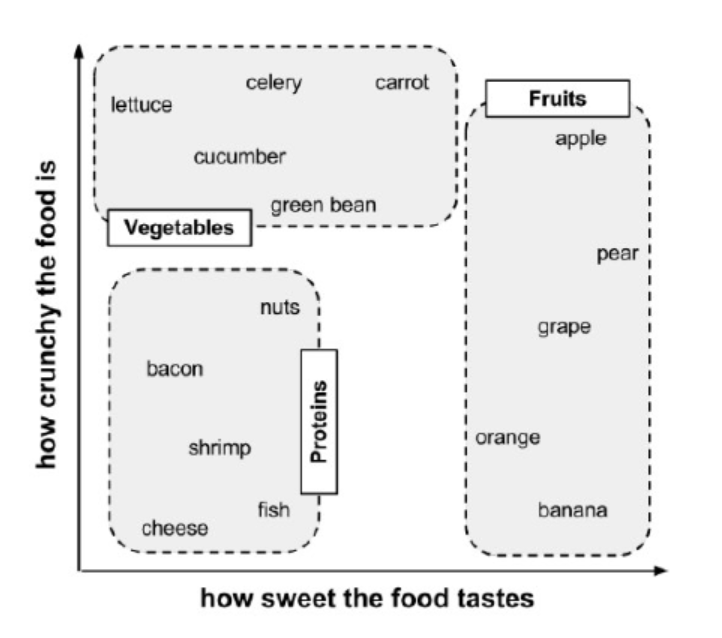 celery
carrot
lettuce
cucumber
green bean
Vegetables
Fruits
apple
pear
grape
orange
banana
nuts
bacon
shrimp
fish
cheese
Proteins
how crunchy the food is
how sweet the food tastes